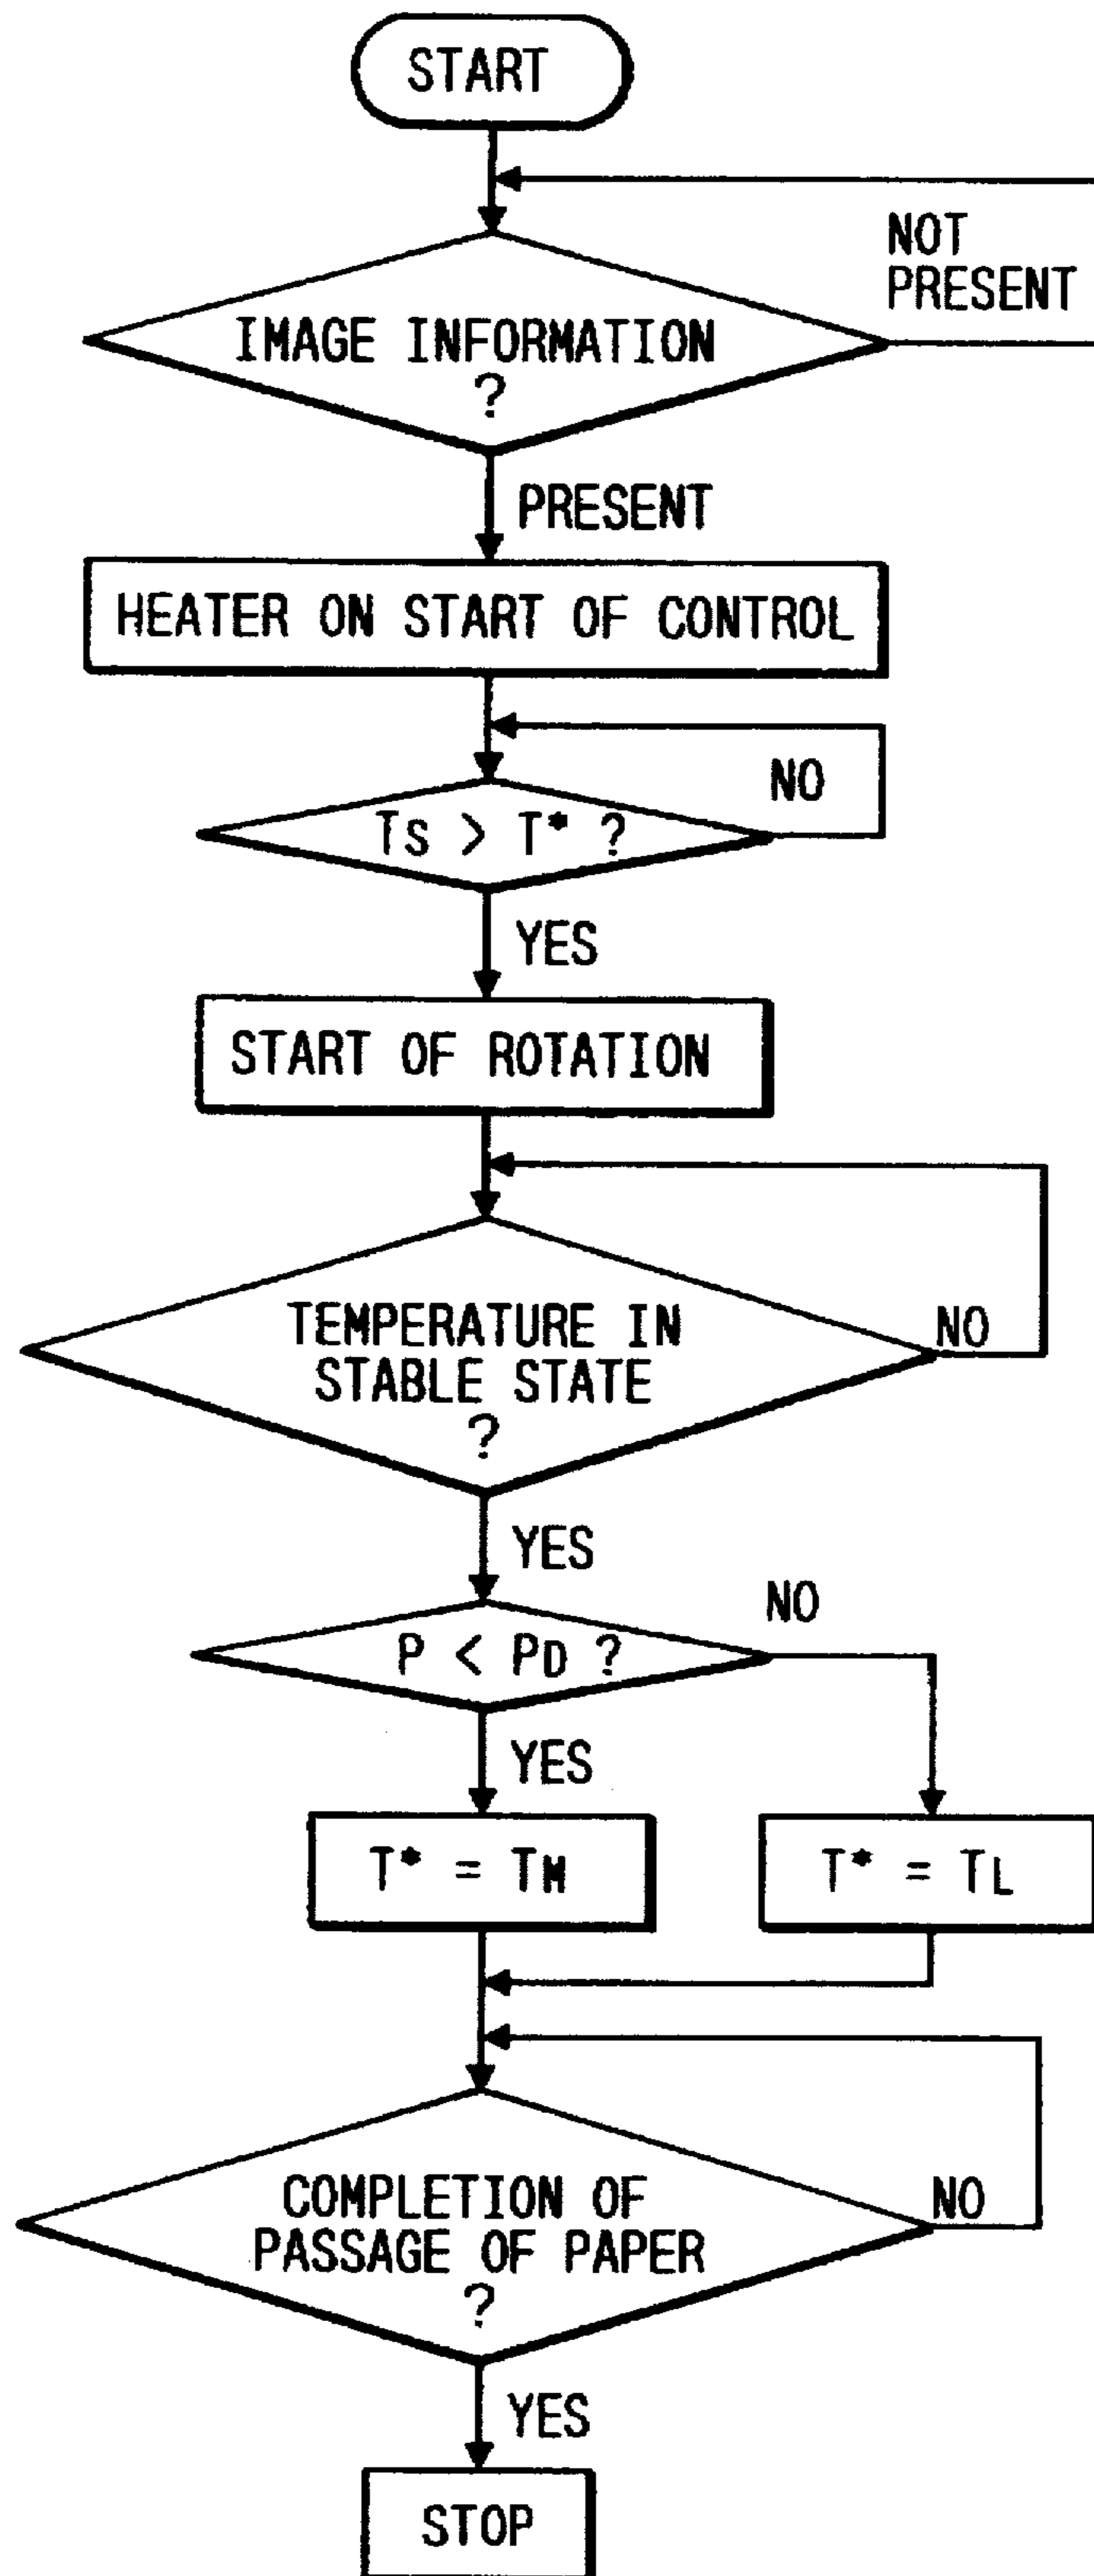 START
NOT
PRESENT
IMAGE INFORMATION
?
PRESENT
HEATER ON START OF CONTROL
NO
Ts > T* ?
YES
START OF ROTATION
TEMPERATURE IN
STABLE STATE
?
NO
YES
NO
P < PD ?
YES
T* = TM
T* = TL
COMPLETION OF
PASSAGE OF PAPER
?
NO
YES
STOP